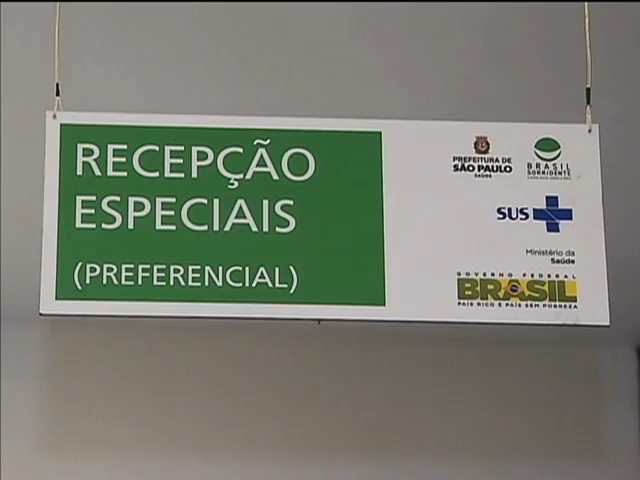 RECEPÇÃO
ESPECIAIS
(PREFERENCIAL)
PREFEITURA DE
SÃO PAULO
SAÚDE
BRASIL
SORRIDENTE
SUS
Ministério da
Saúde
GOVERNO FEDERAL
BRASIL
PAÍS RICO É PAÍS SEM POBREZA